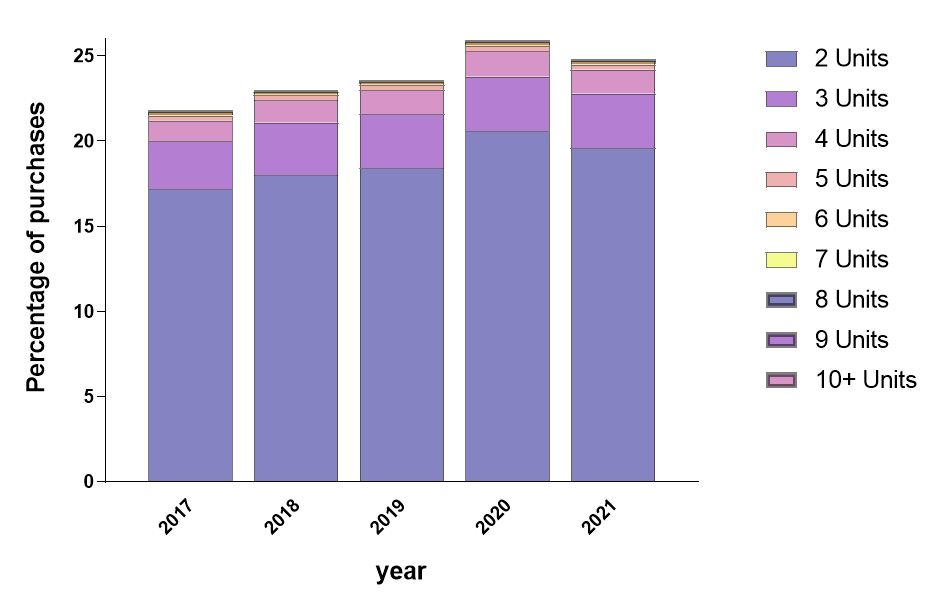 Percentage of purchases
25
20
15
10
5
0
2017
2018
2019
2020
2021
year
2 Units
3 Units
4 Units
5 Units
6 Units
7 Units
8 Units
9 Units
10+ Units